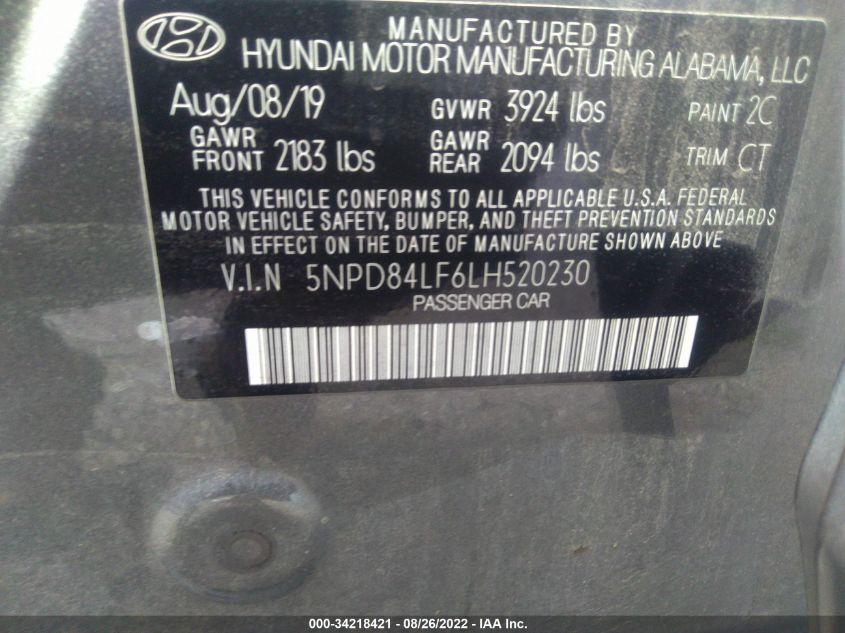 MANUFACTURED BY
HYUNDAI MOTOR MANUFACTURING ALABAMA, LLC
Aug/08/19 GVWR 3924 lbs PAINT 2C
GAWR FRONT 2183 lbs GAWR REAR 2094 lbs TRIM CT
THIS VEHICLE CONFORMS TO ALL APPLICABLE U.S.A. FEDERAL
MOTOR VEHICLE SAFETY, BUMPER, AND THEFT PREVENTION STANDARDS
IN EFFECT ON THE DATE OF MANUFACTURE SHOWN ABOVE
V.I.N 5NPD84LF6LH520230
PASSENGER CAR
000-34218421 - 08/26/2022 - IAA Inc.